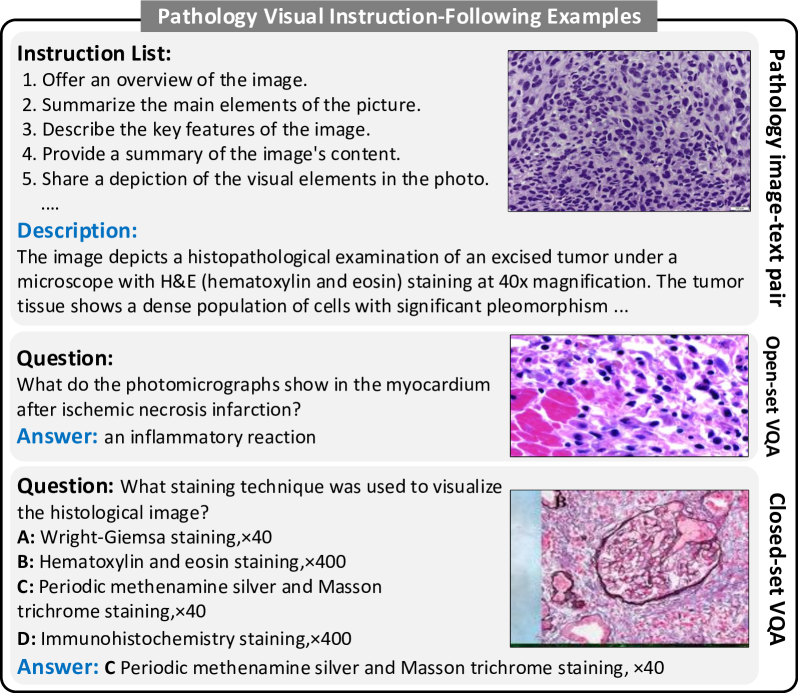 Pathology Visual Instruction-Following Examples
Instruction List:
1. Offer an overview of the image.
2. Summarize the main elements of the picture.
3. Describe the key features of the image.
4. Provide a summary of the image's content.
5. Share a depiction of the visual elements in the photo.
....
Description:
The image depicts a histopathological examination of an excised tumor under a
microscope with H&E (hematoxylin and eosin) staining at 40x magnification. The tumor
tissue shows a dense population of cells with significant pleomorphism ...
Pathology image-text pair
Question:
What do the photomicrographs show in the myocardium
after ischemic necrosis infarction?
Answer: an inflammatory reaction
Open-set VQA
Question: What staining technique was used to visualize
the histological image?
A: Wright-Giemsa staining,×40
B: Hematoxylin and eosin staining,×400
C: Periodic methenamine silver and Masson
trichrome staining,×40
D: Immunohistochemistry staining,×400
Answer: C Periodic methenamine silver and Masson trichrome staining, ×40
B
Closed-set VQA